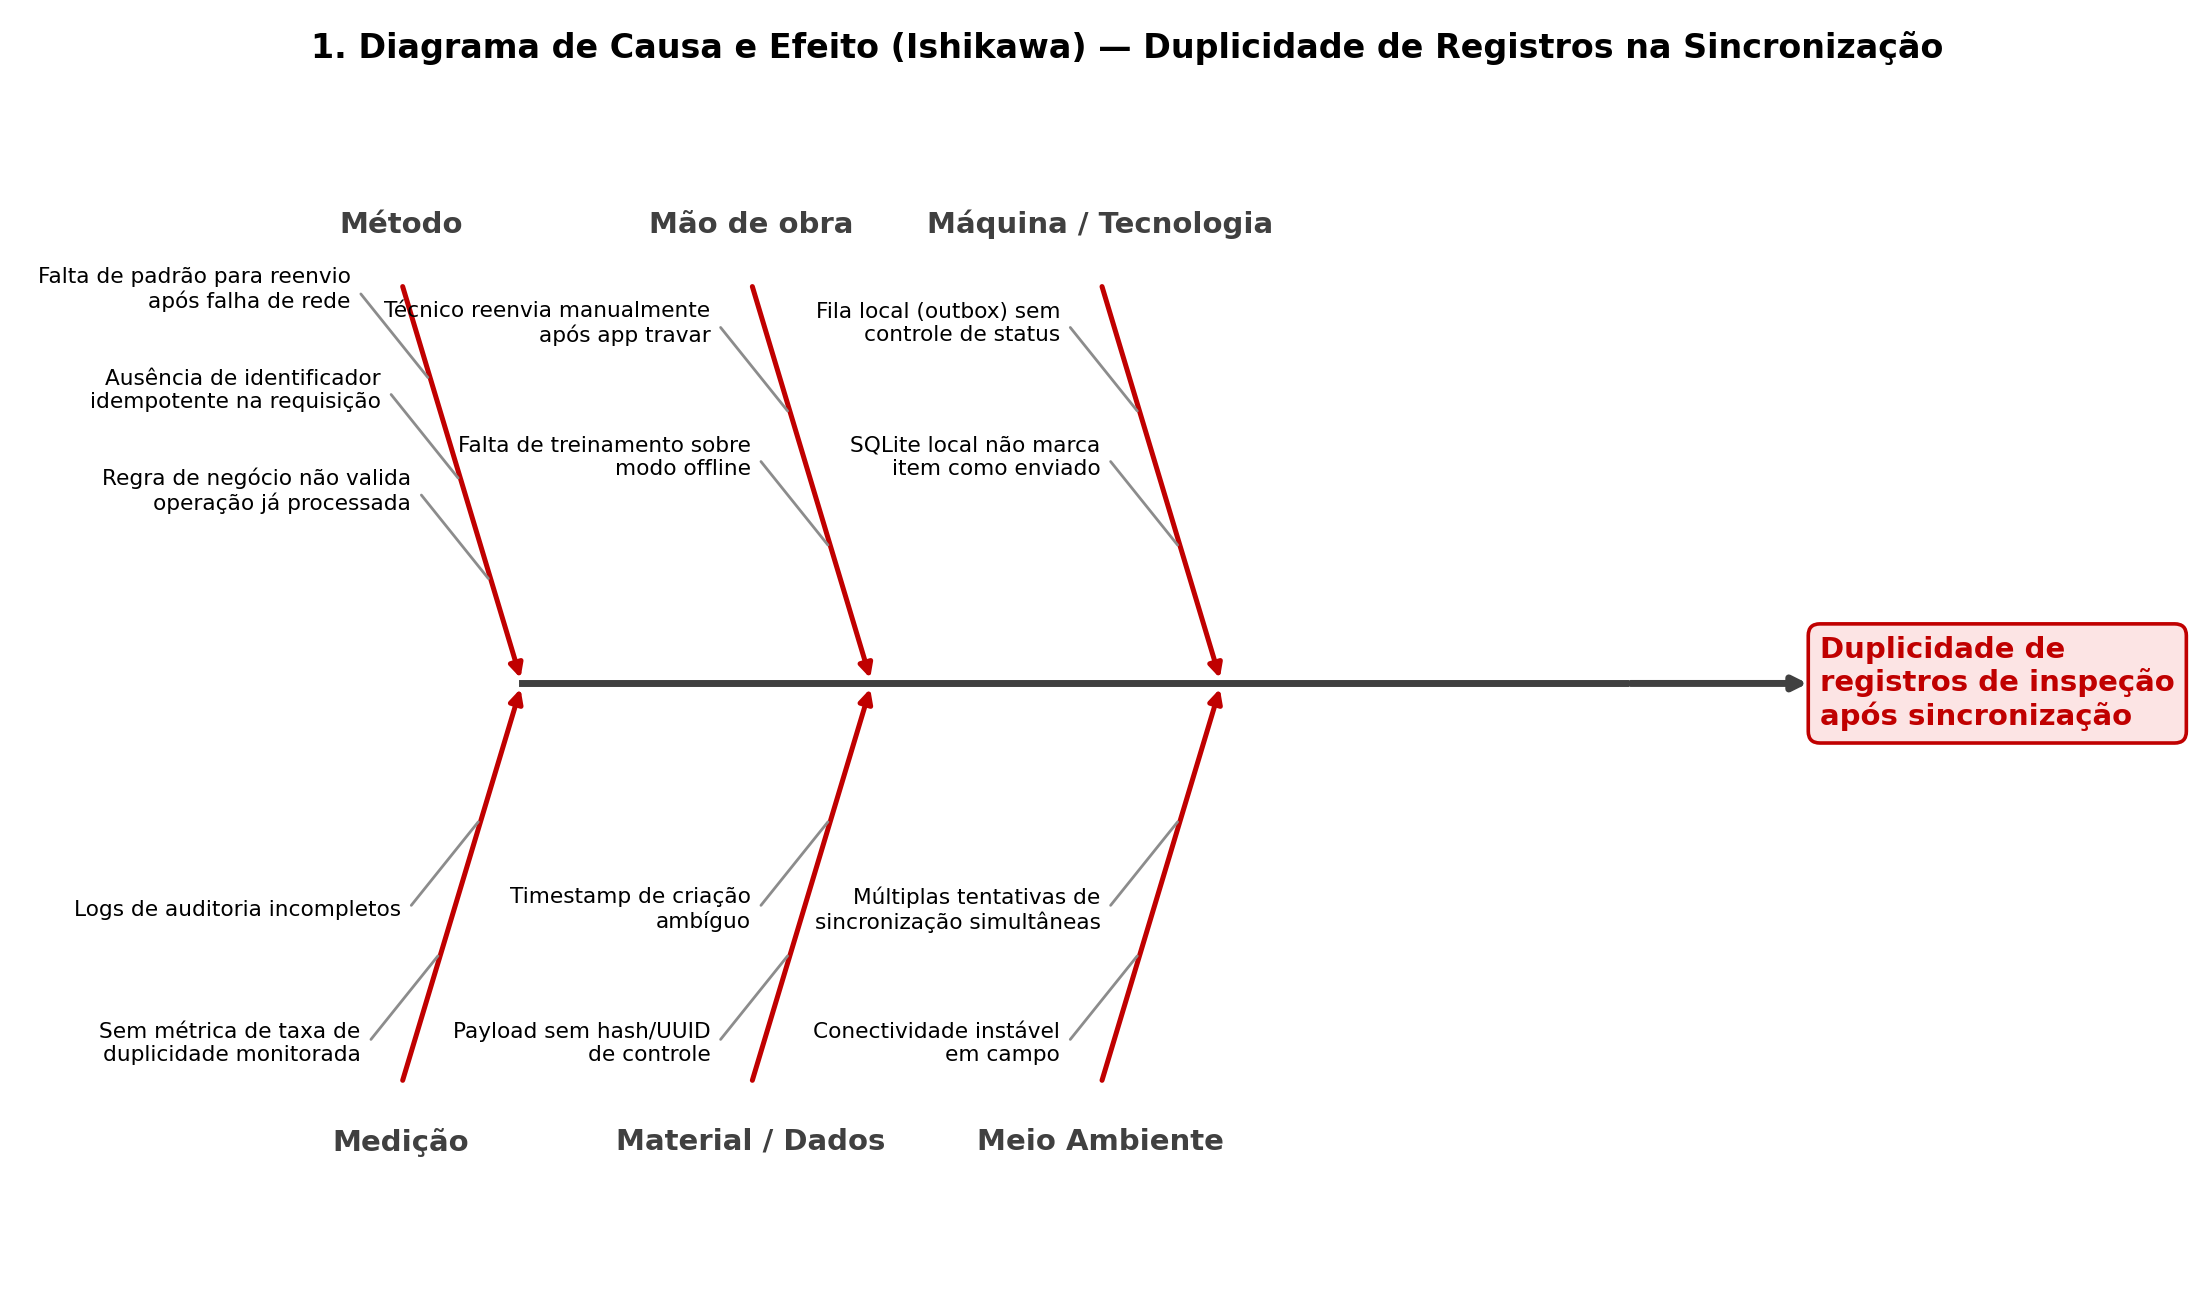 1. Diagrama de Causa e Efeito (Ishikawa) — Duplicidade de Registros na Sincronização
Método
Falta de padrão para reenvio
após falha de rede
Ausência de identificador
idempotente na requisição
Regra de negócio não valida
operação já processada
Mão de obra
Técnico reenvia manualmente
após app travar
Falta de treinamento sobre
modo offline
Máquina / Tecnologia
Fila local (outbox) sem
controle de status
SQLite local não marca
item como enviado
Duplicidade de
registros de inspeção
após sincronização
Logs de auditoria incompletos
Sem métrica de taxa de
duplicidade monitorada
Medição
Timestamp de criação
ambíguo
Payload sem hash/UUID
de controle
Material / Dados
Múltiplas tentativas de
sincronização simultâneas
Conectividade instável
em campo
Meio Ambiente